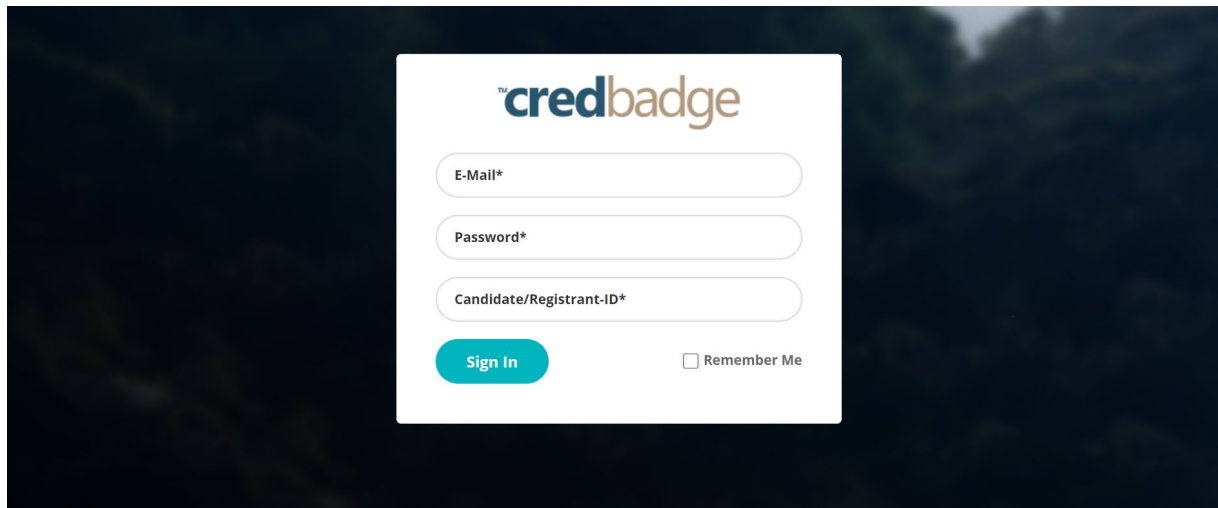 ™credbadge
E-Mail*
Password*
Candidate/Registrant-ID*
Sign In
Remember Me